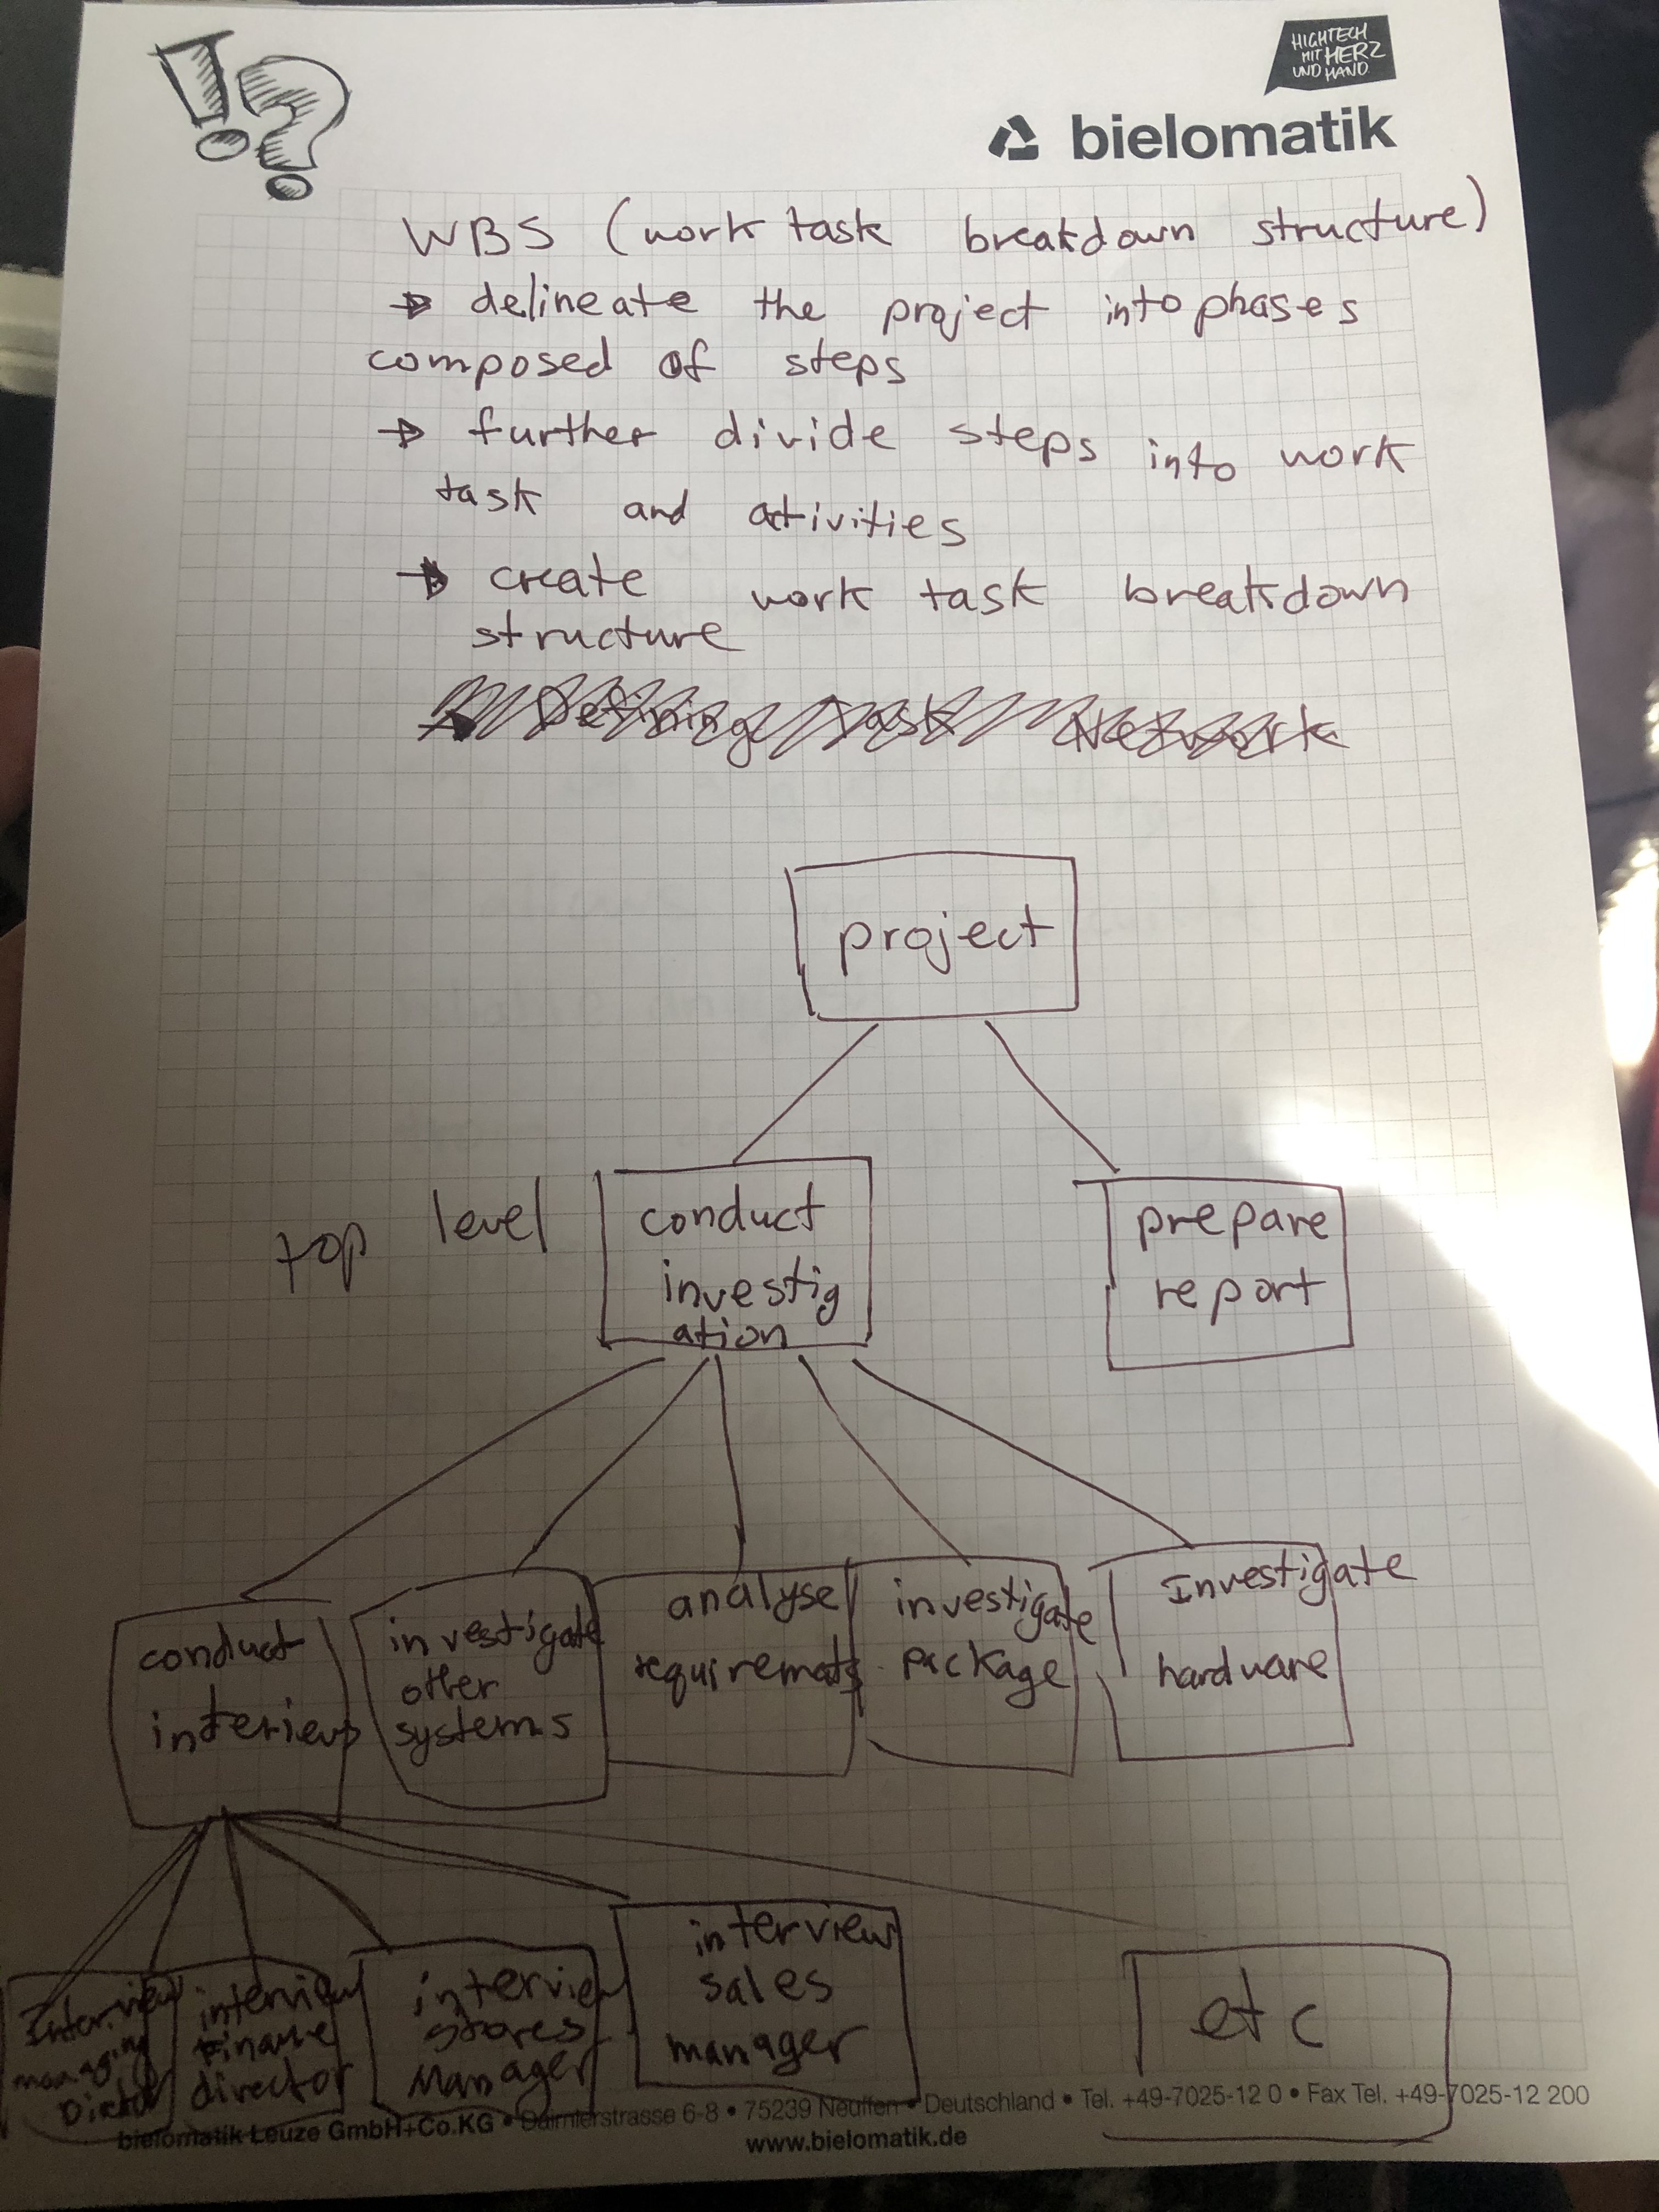 HIGHTECH
MIT HERZ
UND HAND
!?
bielomatik
WBS (work task breakdown structure)
→ delineate the project into phases
composed of steps
→ further divide steps into work
task and ativities
→ create work task breakdown
structure
Defining Task Network
project
top level
conduct
investig
ation
prepare
report
conduct
interiews
investigate
other
systems
analyse
requiremats
investigate
package
Investigate
hardware
Interview
managing
interview
Finance
director
interview
stores
Manager
interview
sales
manager
etc
bielomatik Leuze GmbH+Co.KG • Daimlerstrasse 6-8 • 75239 Neuffen • Deutschland • Tel. +49-7025-12 0 • Fax Tel. +49-7025-12 200
www.bielomatik.de